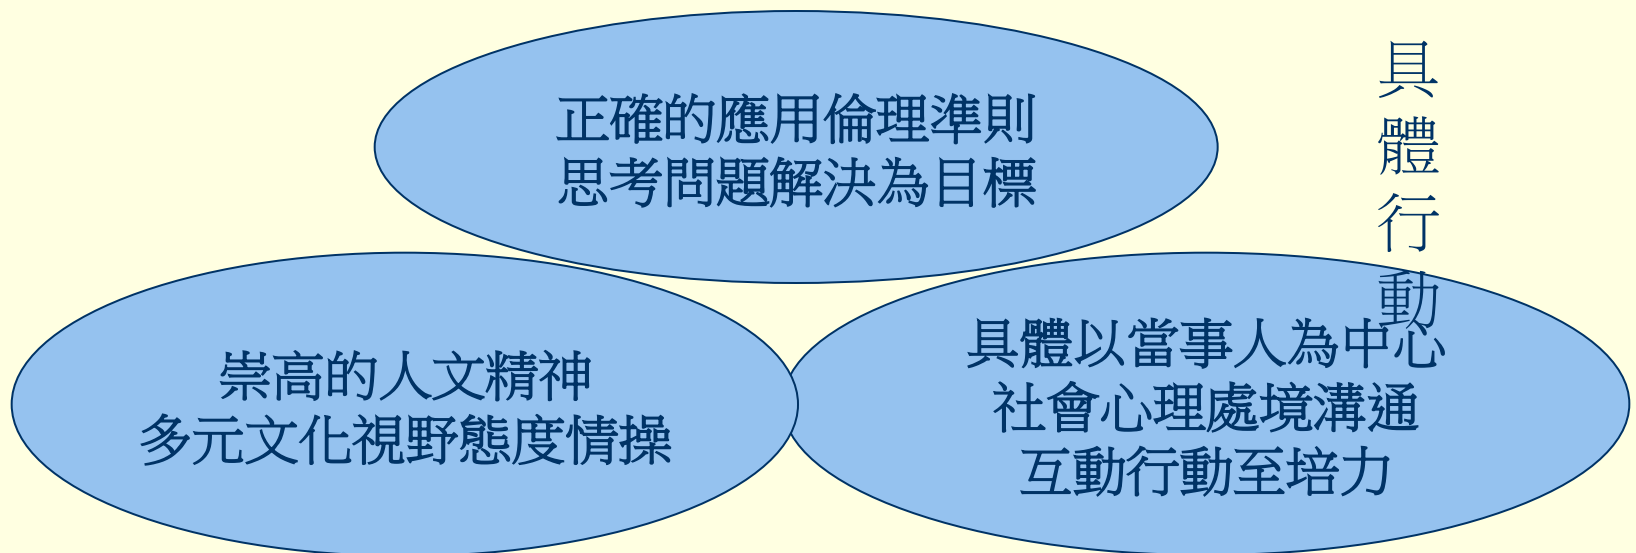 正確的應用倫理準則
思考問題解決為目標
具體行動
崇高的人文精神
多元文化視野態度情操
具體以當事人為中心
社會心理處境溝通
互動行動至培力